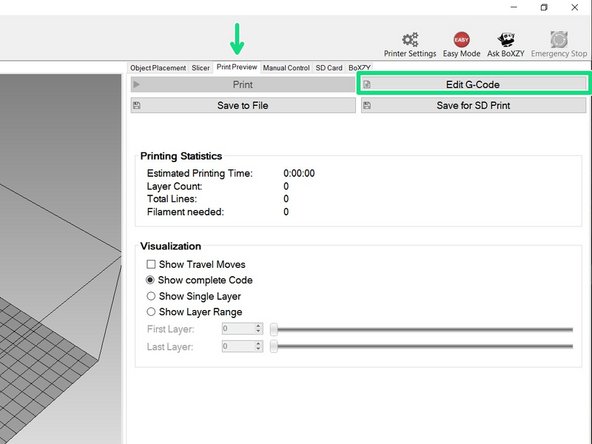 Printer Settings Easy Mode Ask BoXZY Emergency Stop
EASY
Object Placement Slicer Print Preview Manual Control SD Card BoXZY
Print Edit G-Code
Save to File Save for SD Print
Printing Statistics
Estimated Printing Time: 0:00:00
Layer Count: 0
Total Lines: 0
Filament needed: 0
Visualization
Show Travel Moves
Show complete Code
Show Single Layer
Show Layer Range
First Layer: 0
Last Layer: 0